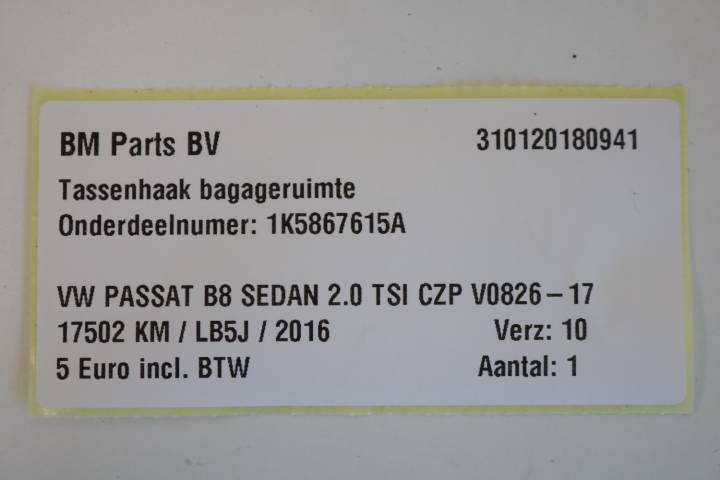 BM Parts BV 310120180941
Tassenhaak bagageruimte
Onderdeelnumer: 1K5867615A
VW PASSAT B8 SEDAN 2.0 TSI CZP V0826 – 17
17502 KM / LB5J / 2016 Verz: 10
5 Euro incl. BTW Aantal: 1